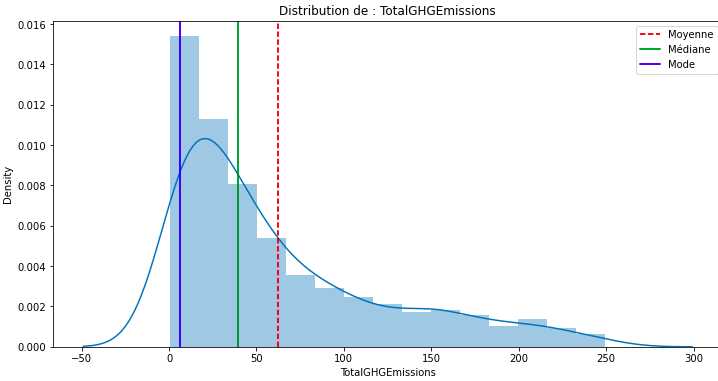 Distribution de : TotalGHGEmissions
Moyenne
Médiane
Mode
Density
0.016
0.014
0.012
0.010
0.008
0.006
0.004
0.002
0.000
−50 0 50 100 150 200 250 300
TotalGHGEmissions